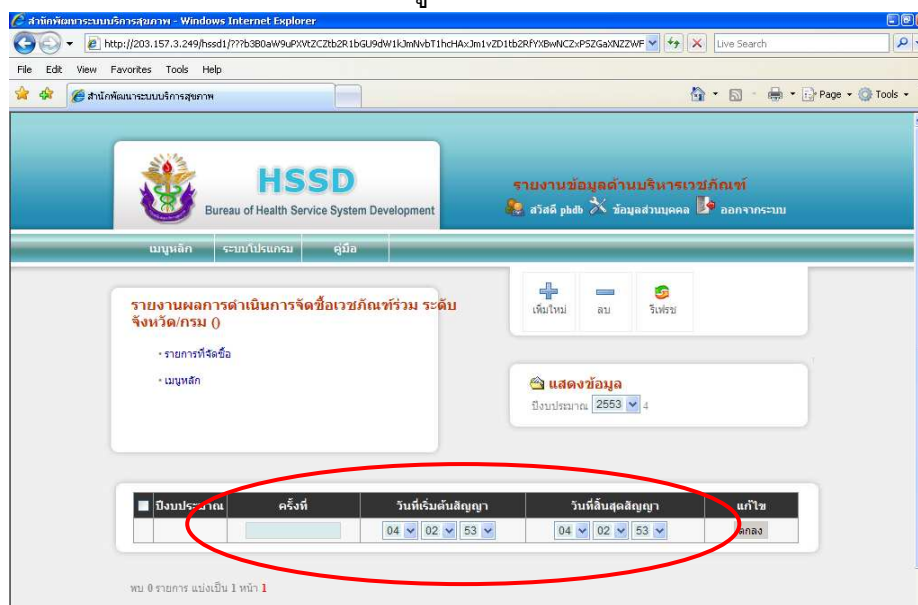 สำนักพัฒนาระบบบริการสุขภาพ - Windows Internet Explorer
Live Search
File Edit View Favorites Tools Help
สำนักพัฒนาระบบบริการสุขภาพ
Page Tools
HSSD
Bureau of Health Service System Development
รายงานข้อมูลด้านบริหารเวชภัณฑ์
สวัสดี phdb ข้อมูลส่วนบุคคล ออกจากระบบ
เมนูหลัก ระบบโปรแกรม คู่มือ
รายงานผลการดำเนินการจัดซื้อเวชภัณฑ์ร่วม ระดับ
จังหวัด/กรม ()
· รายการที่จัดซื้อ
· เมนูหลัก
เพิ่มใหม่ ลบ รีเฟรช
แสดงข้อมูล
ปีงบประมาณ 2553 4
ปีงบประมาณ ครั้งที่ วันที่เริ่มต้นสัญญา วันที่สิ้นสุดสัญญา แก้ไข
04 02 53 04 02 53 ตกลง
พบ 0 รายการ แบ่งเป็น 1 หน้า 1